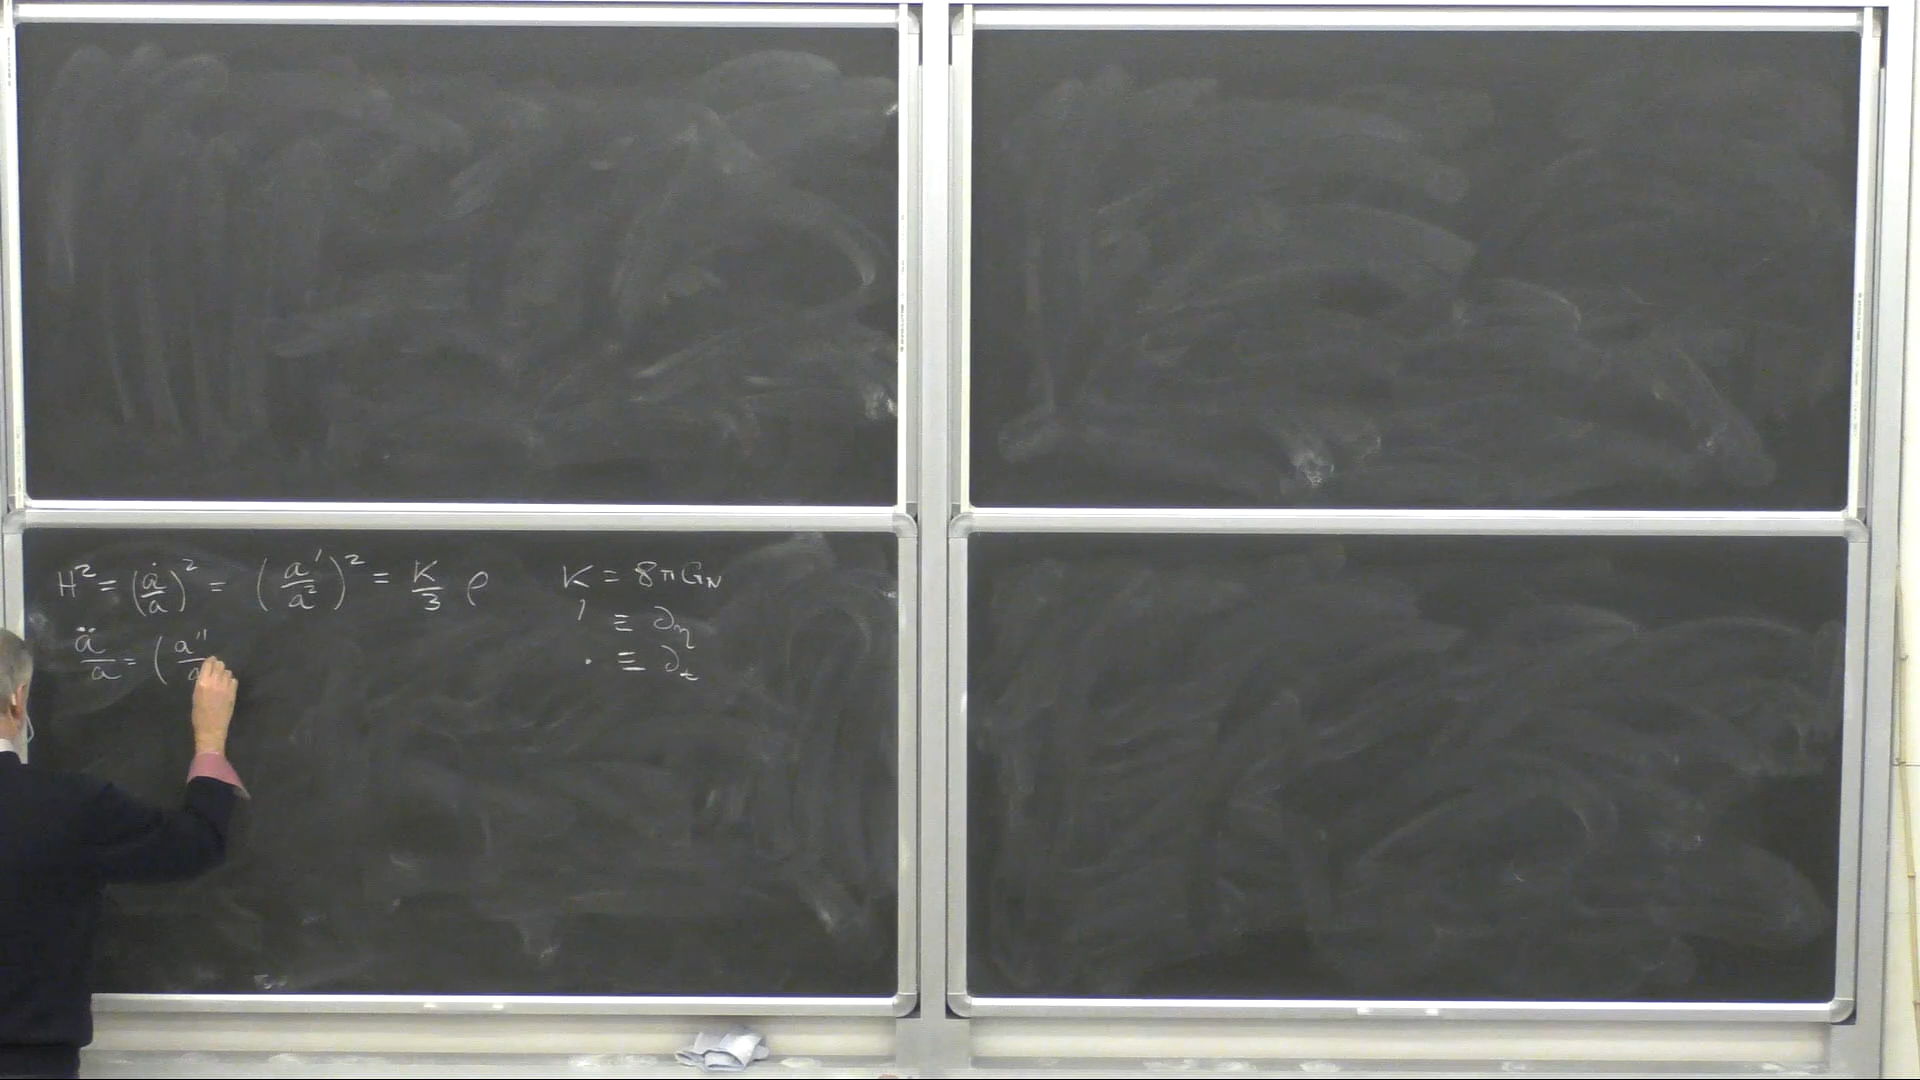 H² = (ȧ/a)² = (a'/a²)² = K/3 ρ
K = 8πG_N
' ≡ ∂_η
ä/a = (a''/a
· ≡ ∂_t